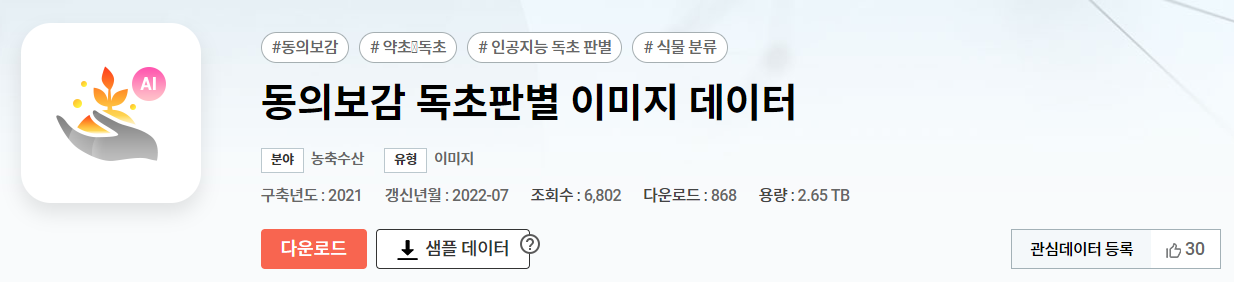 #동의보감 # 약초 독초 # 인공지능 독초 판별 # 식물 분류
AI
동의보감 독초판별 이미지 데이터
분야 농축수산 유형 이미지
구축년도 : 2021 갱신년월 : 2022-07 조회수 : 6,802 다운로드 : 868 용량 : 2.65 TB
다운로드 샘플 데이터 ? 관심데이터 등록 30